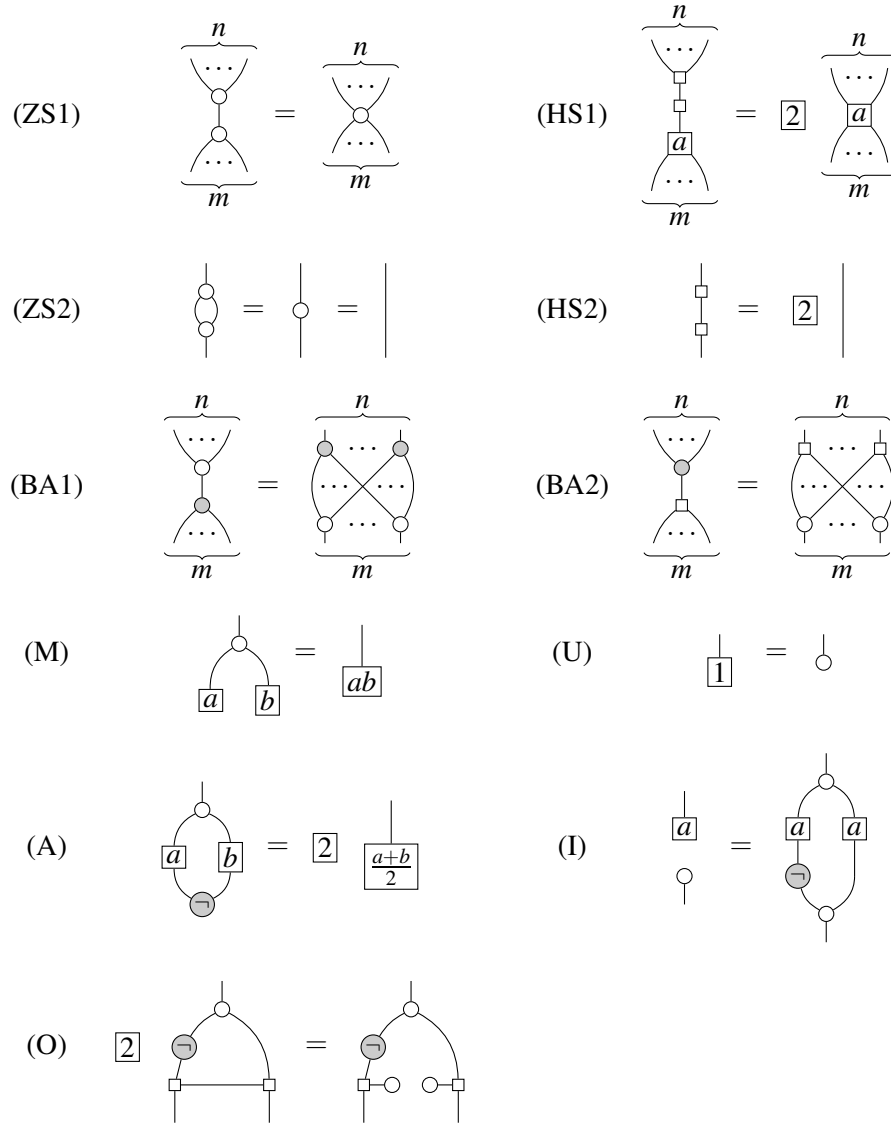 n n
(ZS1) ··· = ··· (HS1) ··· = 2 ···
··· ··· a a
m m ··· ···
m m
(ZS2) = = (HS2) = 2
n n n n
(BA1) ··· = ··· (BA2) ··· = ···
··· ··· ··· ···
··· ··· ··· ···
m m m m
(M) a b = ab (U) 1 =
(A) a b ¬ = 2 a+b/2 (I) a = a a ¬
(O) 2 ¬ = ¬